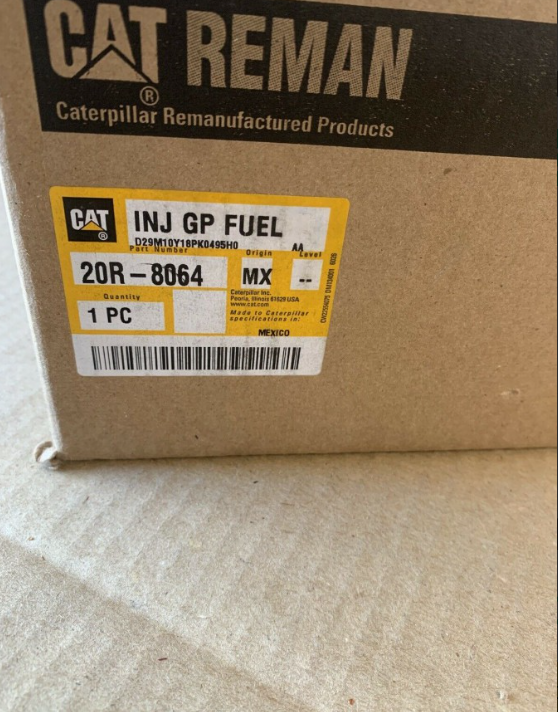 CAT REMAN
®
Caterpillar Remanufactured Products
CAT
®
INJ GP FUEL
D29M10Y18PK0495H0 AA
Part Number Origin Level
20R-8064 MX --
Quantity
1 PC
Caterpillar Inc.
Peoria, Illinois 61629 USA
www.cat.com
Made to Caterpillar
specifications in:
MEXICO